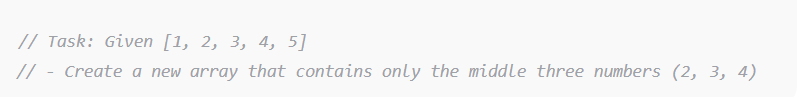 // Task: Given [1, 2, 3, 4, 5]
// - Create a new array that contains only the middle three numbers (2, 3, 4)